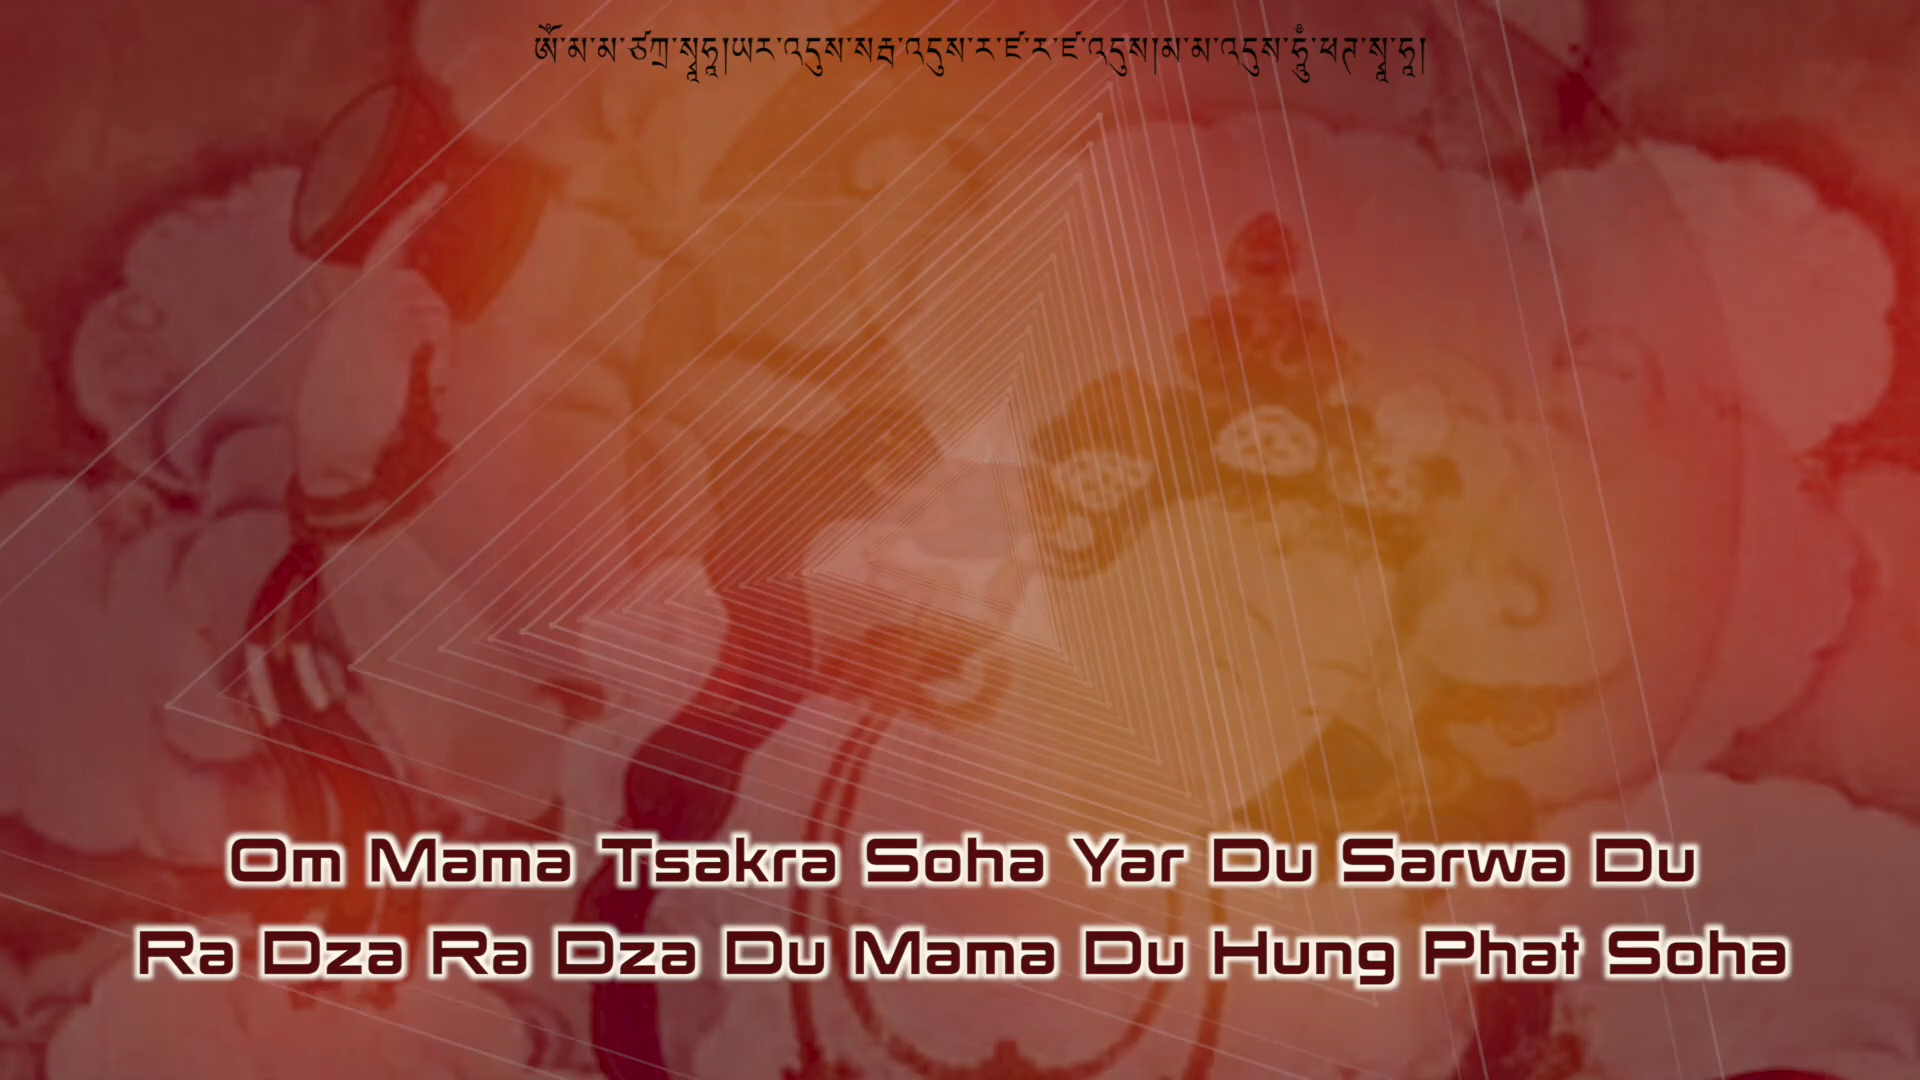 ཨོཾ་མ་མ་ཙཀྲ་སྭཱཧཱ།ཡར་འདུས་སརྦ་འདུས་ར་ཛ་ར་ཛ་འདུས།མ་མ་འདུས་ཧཱུྃ་ཕཊ་སྭཱ་ཧཱ།
Om Mama Tsakra Soha Yar Du Sarwa Du
Ra Dza Ra Dza Du Mama Du Hung Phat Soha